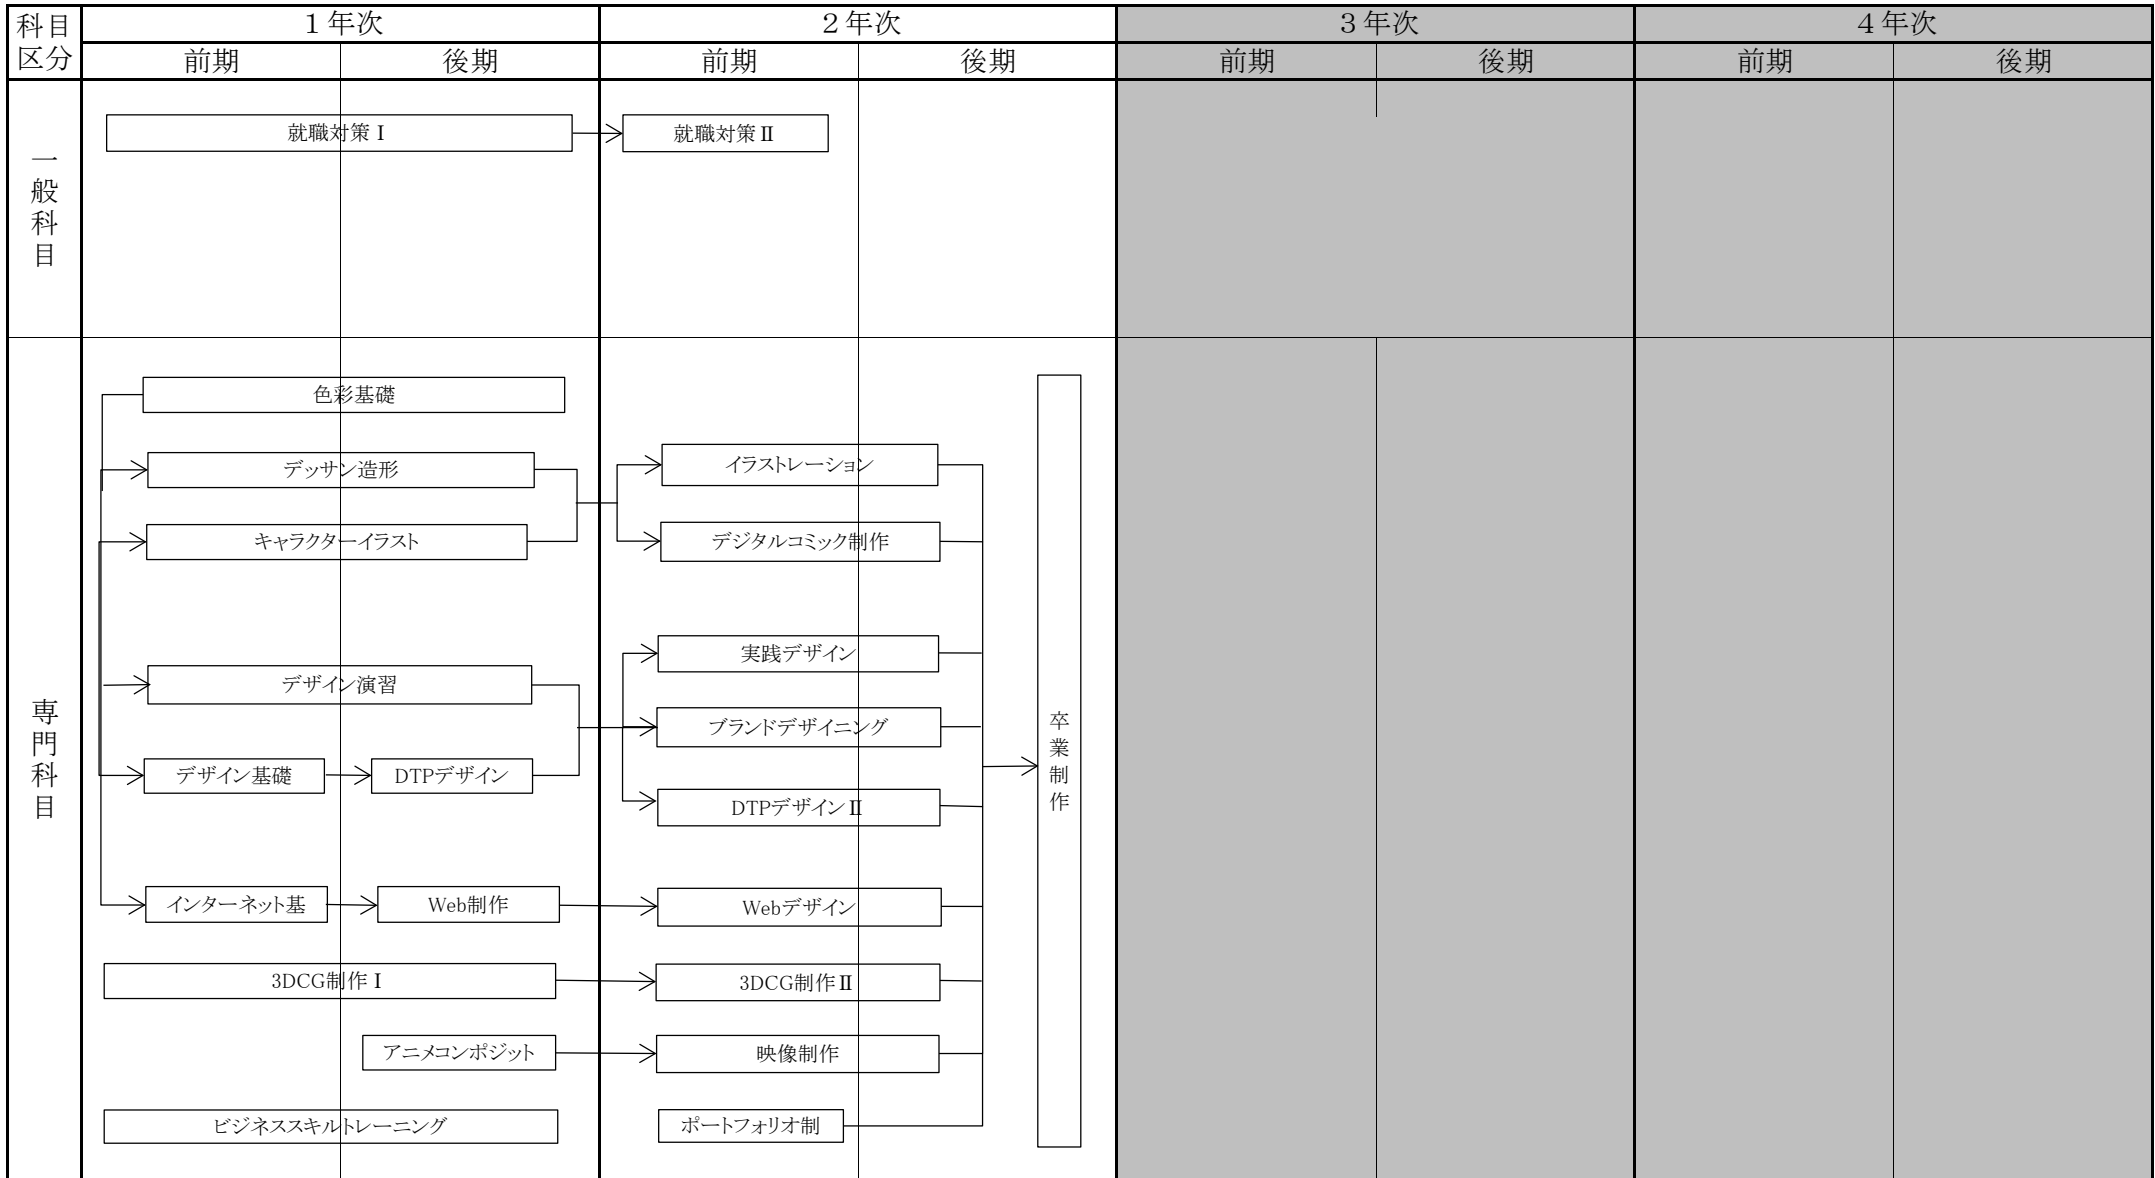 科目
区分
１年次
２年次
３年次
４年次
前期
後期
前期
後期
前期
後期
前期
後期
一般科目
就職対策Ⅰ
就職対策Ⅱ
専門科目
色彩基礎
デッサン造形
イラストレーション
キャラクターイラスト
デジタルコミック制作
実践デザイン
デザイン演習
ブランドデザイニング
デザイン基礎
DTPデザイン
DTPデザインⅡ
インターネット基
Web制作
Webデザイン
3DCG制作Ⅰ
3DCG制作Ⅱ
アニメコンポジット
映像制作
ビジネススキルトレーニング
ポートフォリオ制
卒業制作